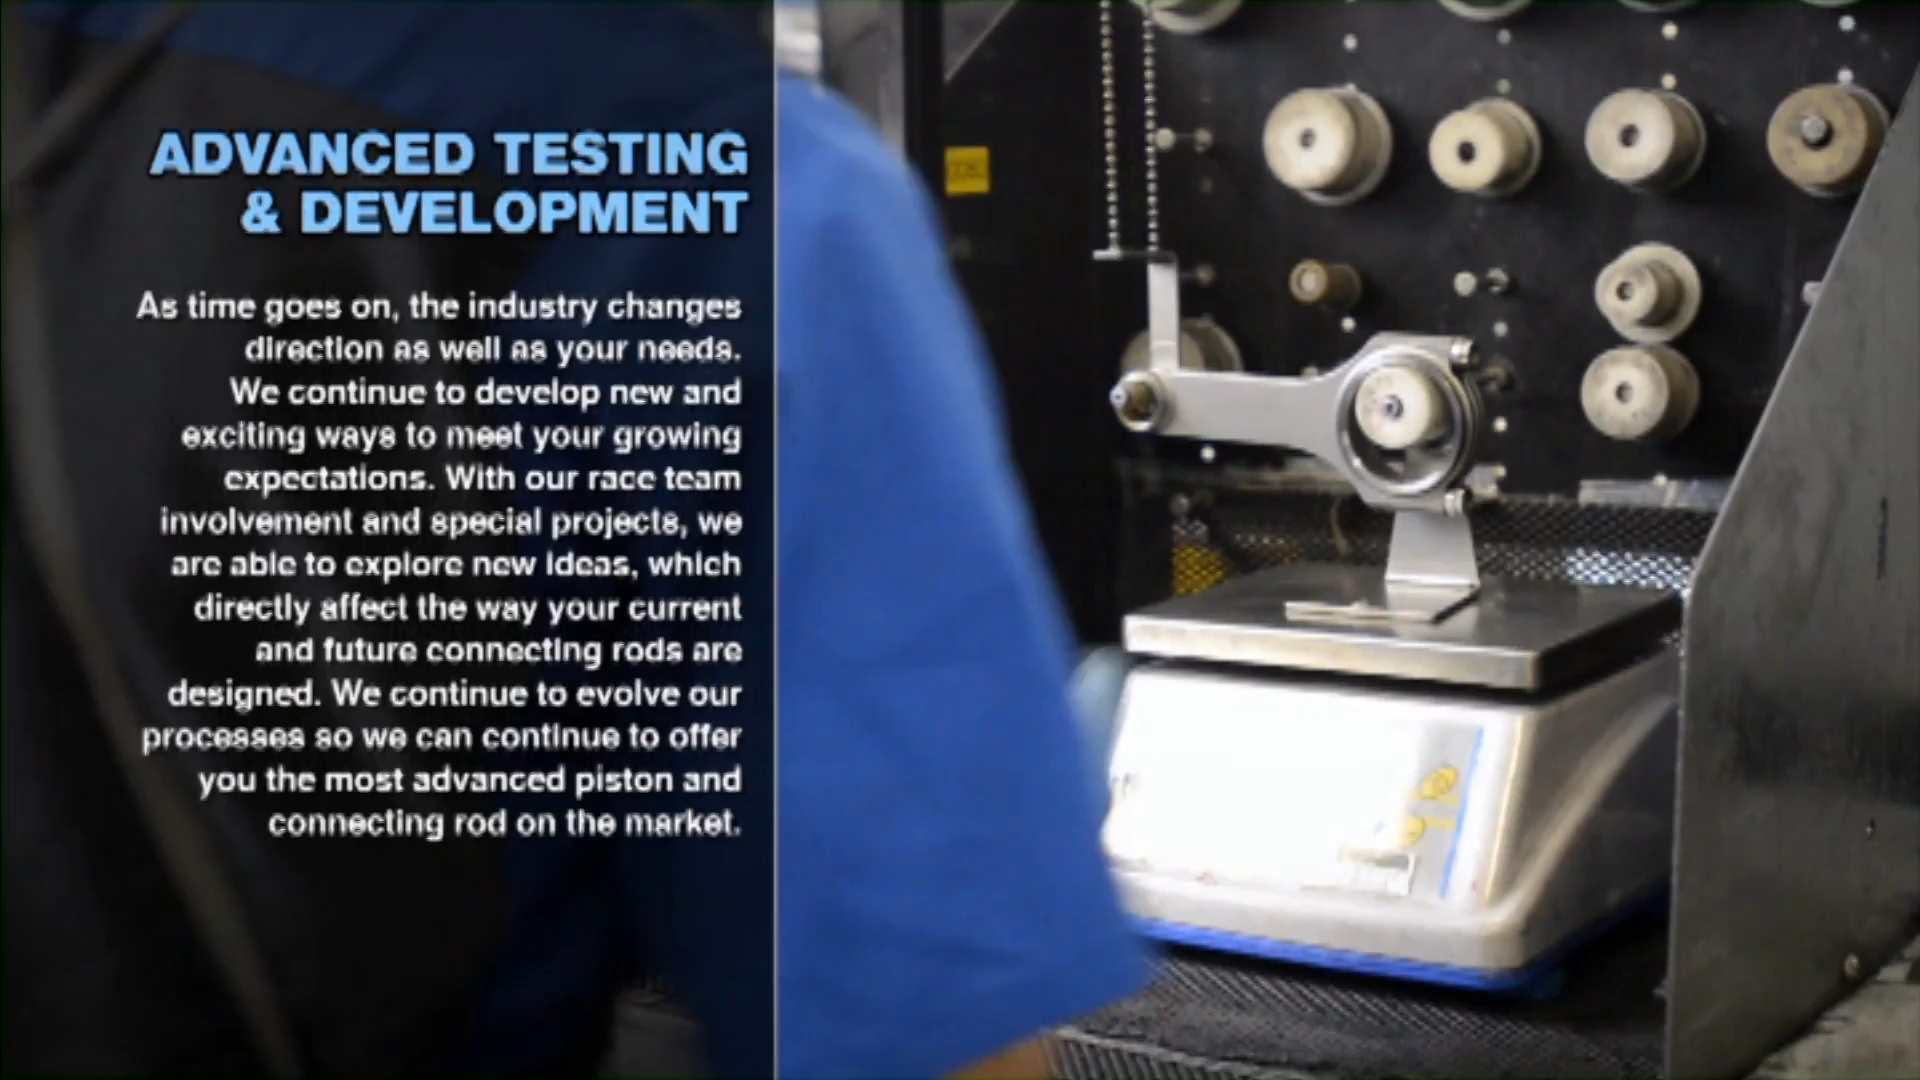 ADVANCED TESTING
& DEVELOPMENT
As time goes on, the industry changes
direction as well as your needs.
We continue to develop new and
exciting ways to meet your growing
expectations. With our race team
involvement and special projects, we
are able to explore new ideas, which
directly affect the way your current
and future connecting rods are
designed. We continue to evolve our
processes so we can continue to offer
you the most advanced piston and
connecting rod on the market.